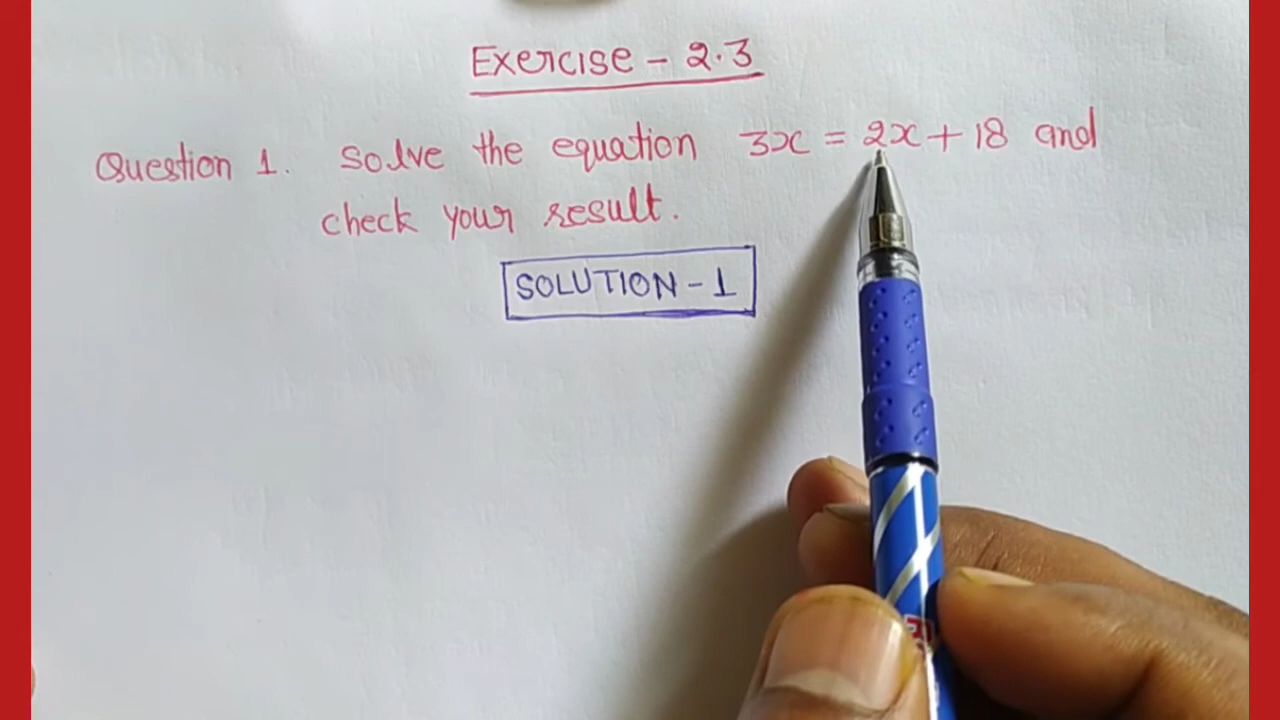 Exercise - 2.3
Question 1. Solve the equation 3x = 2x + 18 and
check your result.
SOLUTION - 1